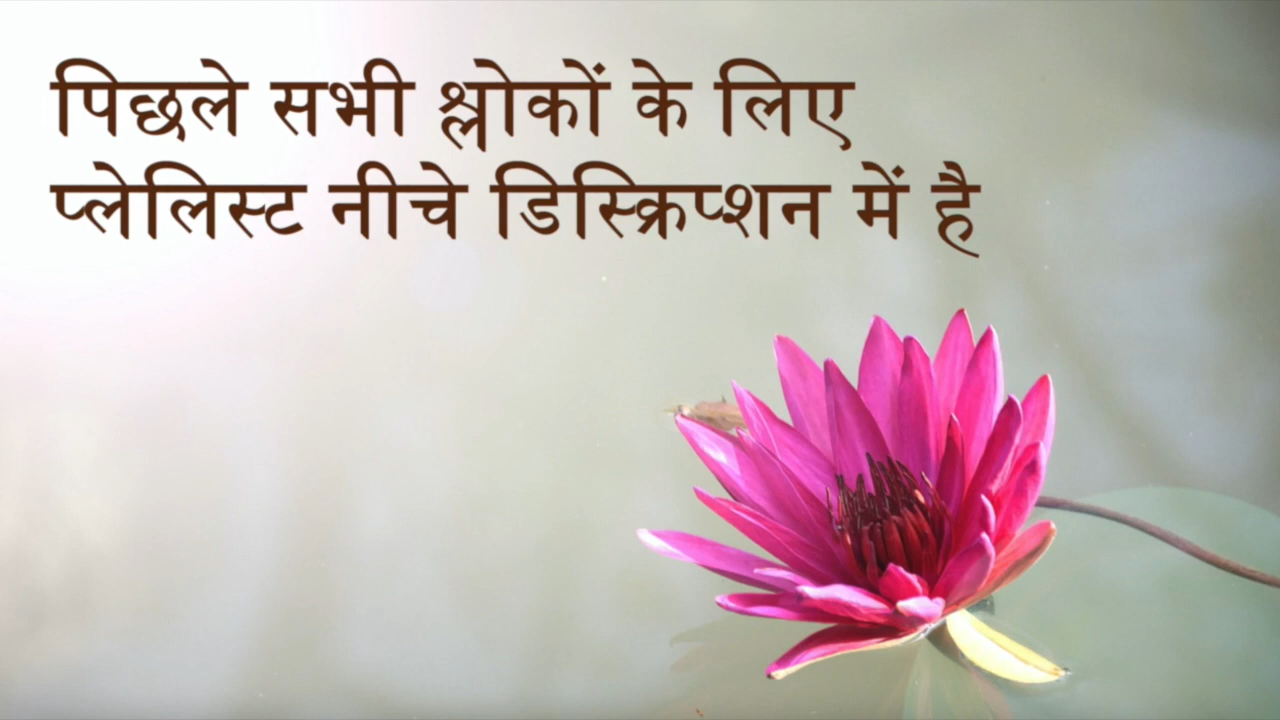 पिछले सभी श्लोकों के लिए
प्लेलिस्ट नीचे डिस्क्रिप्शन में है